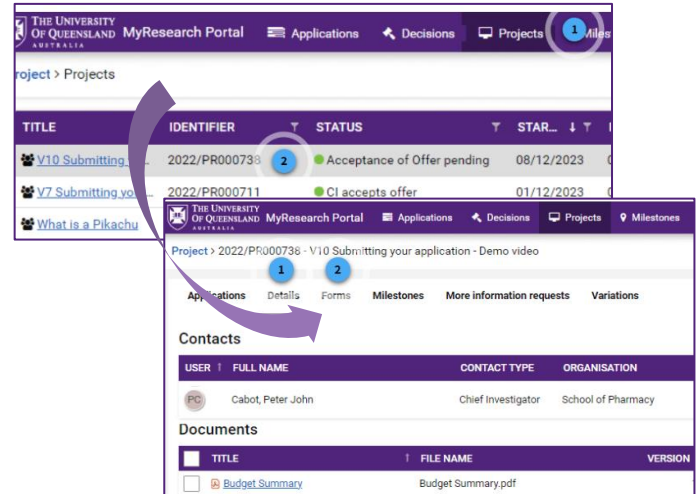 THE UNIVERSITY
OF QUEENSLAND
AUSTRALIA
MyResearch Portal Applications Decisions Projects 1 Miles
roject > Projects
TITLE IDENTIFIER STATUS STAR...
V10 Submitting 2022/PR000738 2 Acceptance of Offer pending 08/12/2023
V7 Submitting yo... 2022/PR000711 CI accepts offer 01/12/2023
What is a Pikachu
THE UNIVERSITY
OF QUEENSLAND
AUSTRALIA
MyResearch Portal Applications Decisions Projects Milestones
Project > 2022/PR000738 - V10 Submitting your application - Demo video
1 2
Applications Details Forms Milestones More information requests Variations
Contacts
USER FULL NAME CONTACT TYPE ORGANISATION
PC Cabot, Peter John Chief Investigator School of Pharmacy
Documents
TITLE FILE NAME VERSION
Budget Summary Budget Summary.pdf